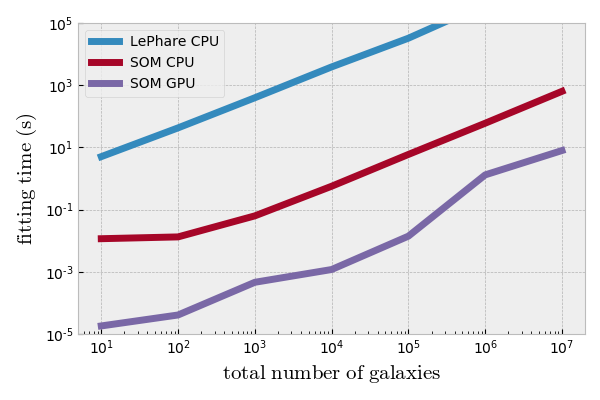 10^5
10^3
10^1
10^-1
10^-3
10^-5
fitting time (s)
LePhare CPU
SOM CPU
SOM GPU
10^1 10^2 10^3 10^4 10^5 10^6 10^7
total number of galaxies